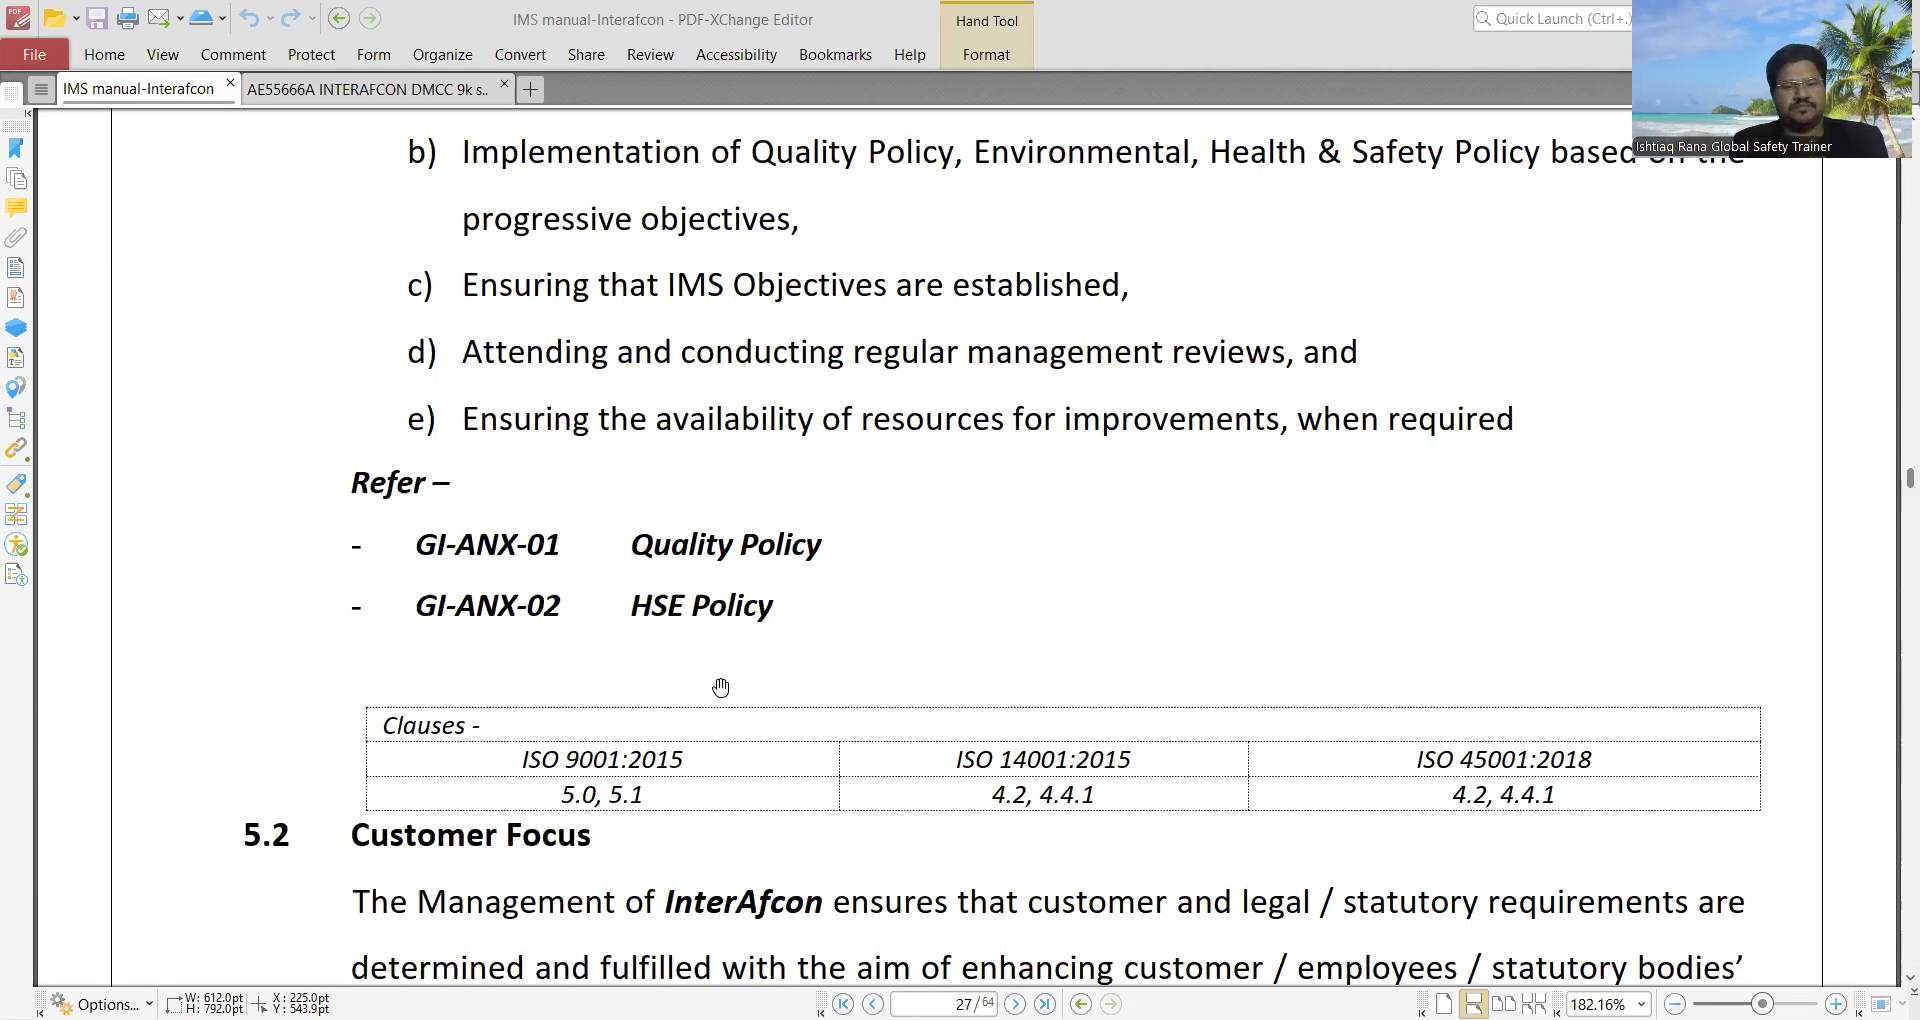 IMS manual-Interafcon - PDF-XChange Editor
Hand Tool
Quick Launch (Ctrl+.)
File Home View Comment Protect Form Organize Convert Share Review Accessibility Bookmarks Help Format
IMS manual-Interafcon
AE55666A INTERAFCON DMCC 9k s..
Ishtiaq Rana Global Safety Trainer
b) Implementation of Quality Policy, Environmental, Health & Safety Policy based on the
progressive objectives,
c) Ensuring that IMS Objectives are established,
d) Attending and conducting regular management reviews, and
e) Ensuring the availability of resources for improvements, when required
Refer –
- GI-ANX-01 Quality Policy
- GI-ANX-02 HSE Policy
Clauses -
ISO 9001:2015 ISO 14001:2015 ISO 45001:2018
5.0, 5.1 4.2, 4.4.1 4.2, 4.4.1
5.2 Customer Focus
The Management of InterAfcon ensures that customer and legal / statutory requirements are
determined and fulfilled with the aim of enhancing customer / employees / statutory bodies’
Options...
W: 612.0pt
H: 792.0pt
X: 225.0pt
Y: 543.9pt
27 / 64
182.16%